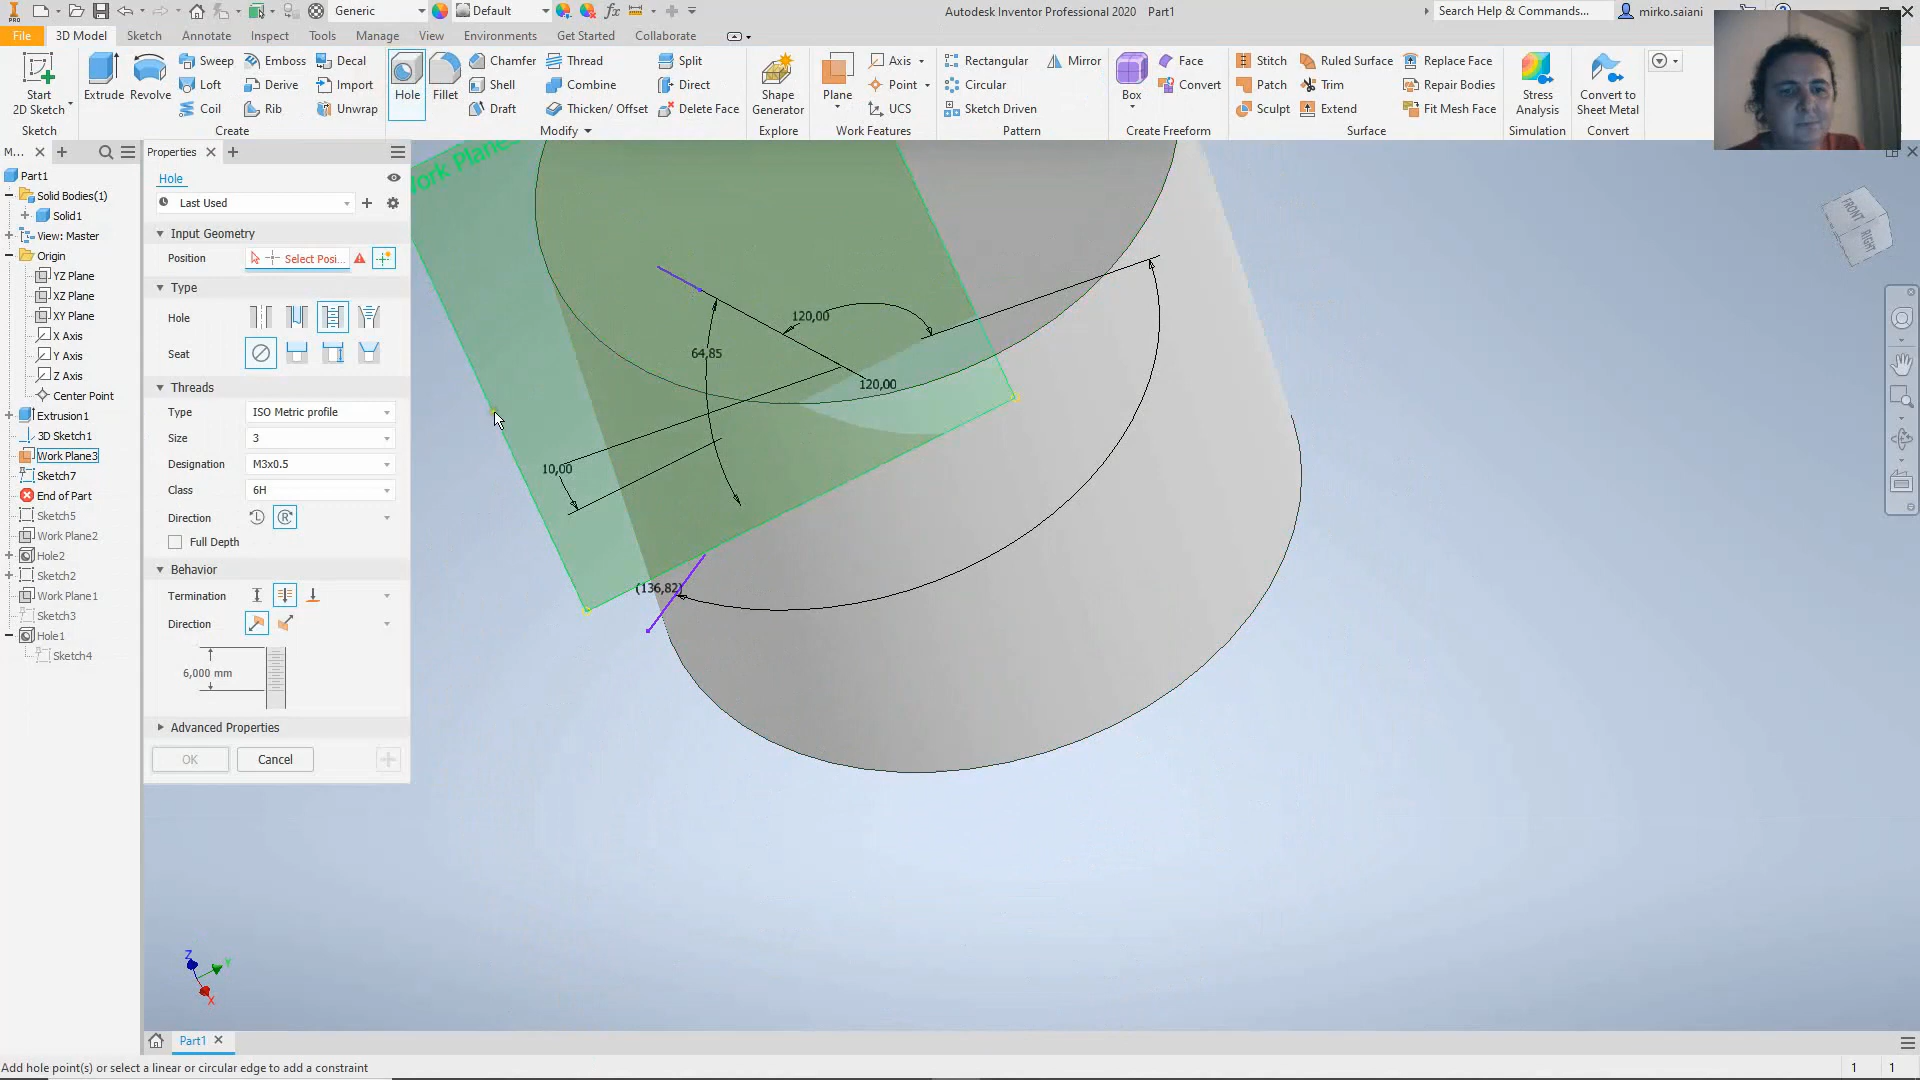 Generic
Default
Autodesk Inventor Professional 2020 Part1
Search Help & Commands...
mirko.saiani
File 3D Model Sketch Annotate Inspect Tools Manage View Environments Get Started Collaborate
Start 2D Sketch
Extrude
Revolve
Sweep
Loft
Coil
Emboss
Derive
Rib
Decal
Import
Unwrap
Hole
Fillet
Chamfer
Shell
Draft
Thread
Combine
Thicken/ Offset
Split
Direct
Delete Face
Shape Generator
Plane
Axis
Point
UCS
Rectangular
Circular
Sketch Driven
Mirror
Box
Face
Convert
Stitch
Patch
Sculpt
Ruled Surface
Trim
Extend
Replace Face
Repair Bodies
Fit Mesh Face
Stress Analysis
Convert to Sheet Metal
Sketch
Create
Modify
Explore
Work Features
Pattern
Create Freeform
Surface
Simulation
Convert
M...
Part1
Solid Bodies(1)
Solid1
View: Master
Origin
YZ Plane
XZ Plane
XY Plane
X Axis
Y Axis
Z Axis
Center Point
Extrusion1
3D Sketch1
Work Plane3
Sketch7
End of Part
Sketch5
Work Plane2
Hole2
Sketch2
Work Plane1
Sketch3
Hole1
Sketch4
Properties
Hole
Last Used
Input Geometry
Position Select Posi...
Type
Hole
Seat
Threads
Type ISO Metric profile
Size 3
Designation M3x0.5
Class 6H
Direction
Full Depth
Behavior
Termination
Direction
6,000 mm
Advanced Properties
OK Cancel
120,00
64,85
120,00
10,00
(136,82)
FRONT
RIGHT
Z
Y
X
Part1
Add hole point(s) or select a linear or circular edge to add a constraint
1 1